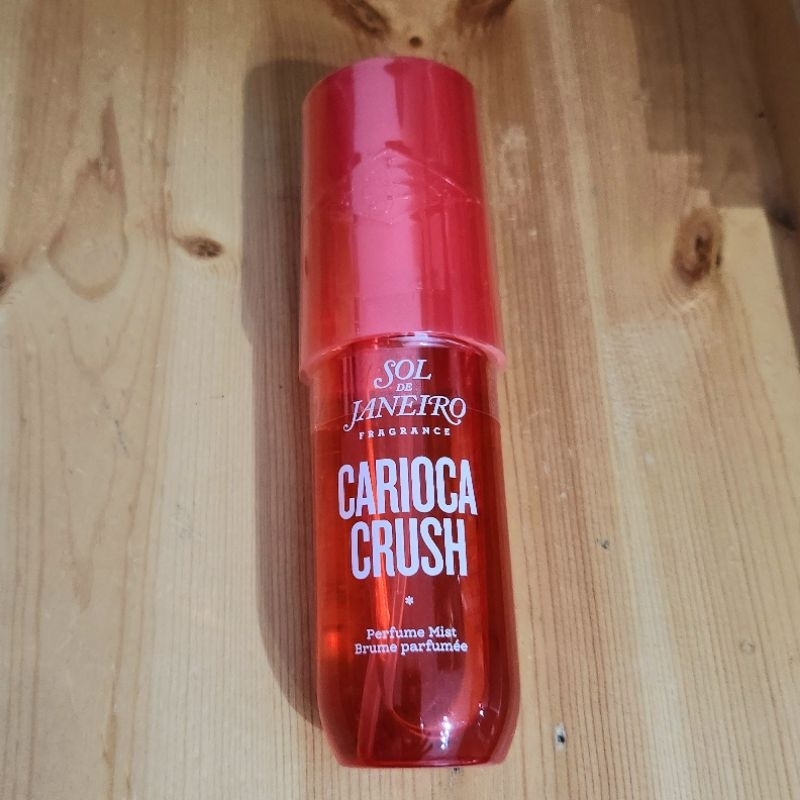 SOL
DE
JANEIRO
FRAGRANCE
CARIOCA
CRUSH
*
Perfume Mist
Brume parfumée